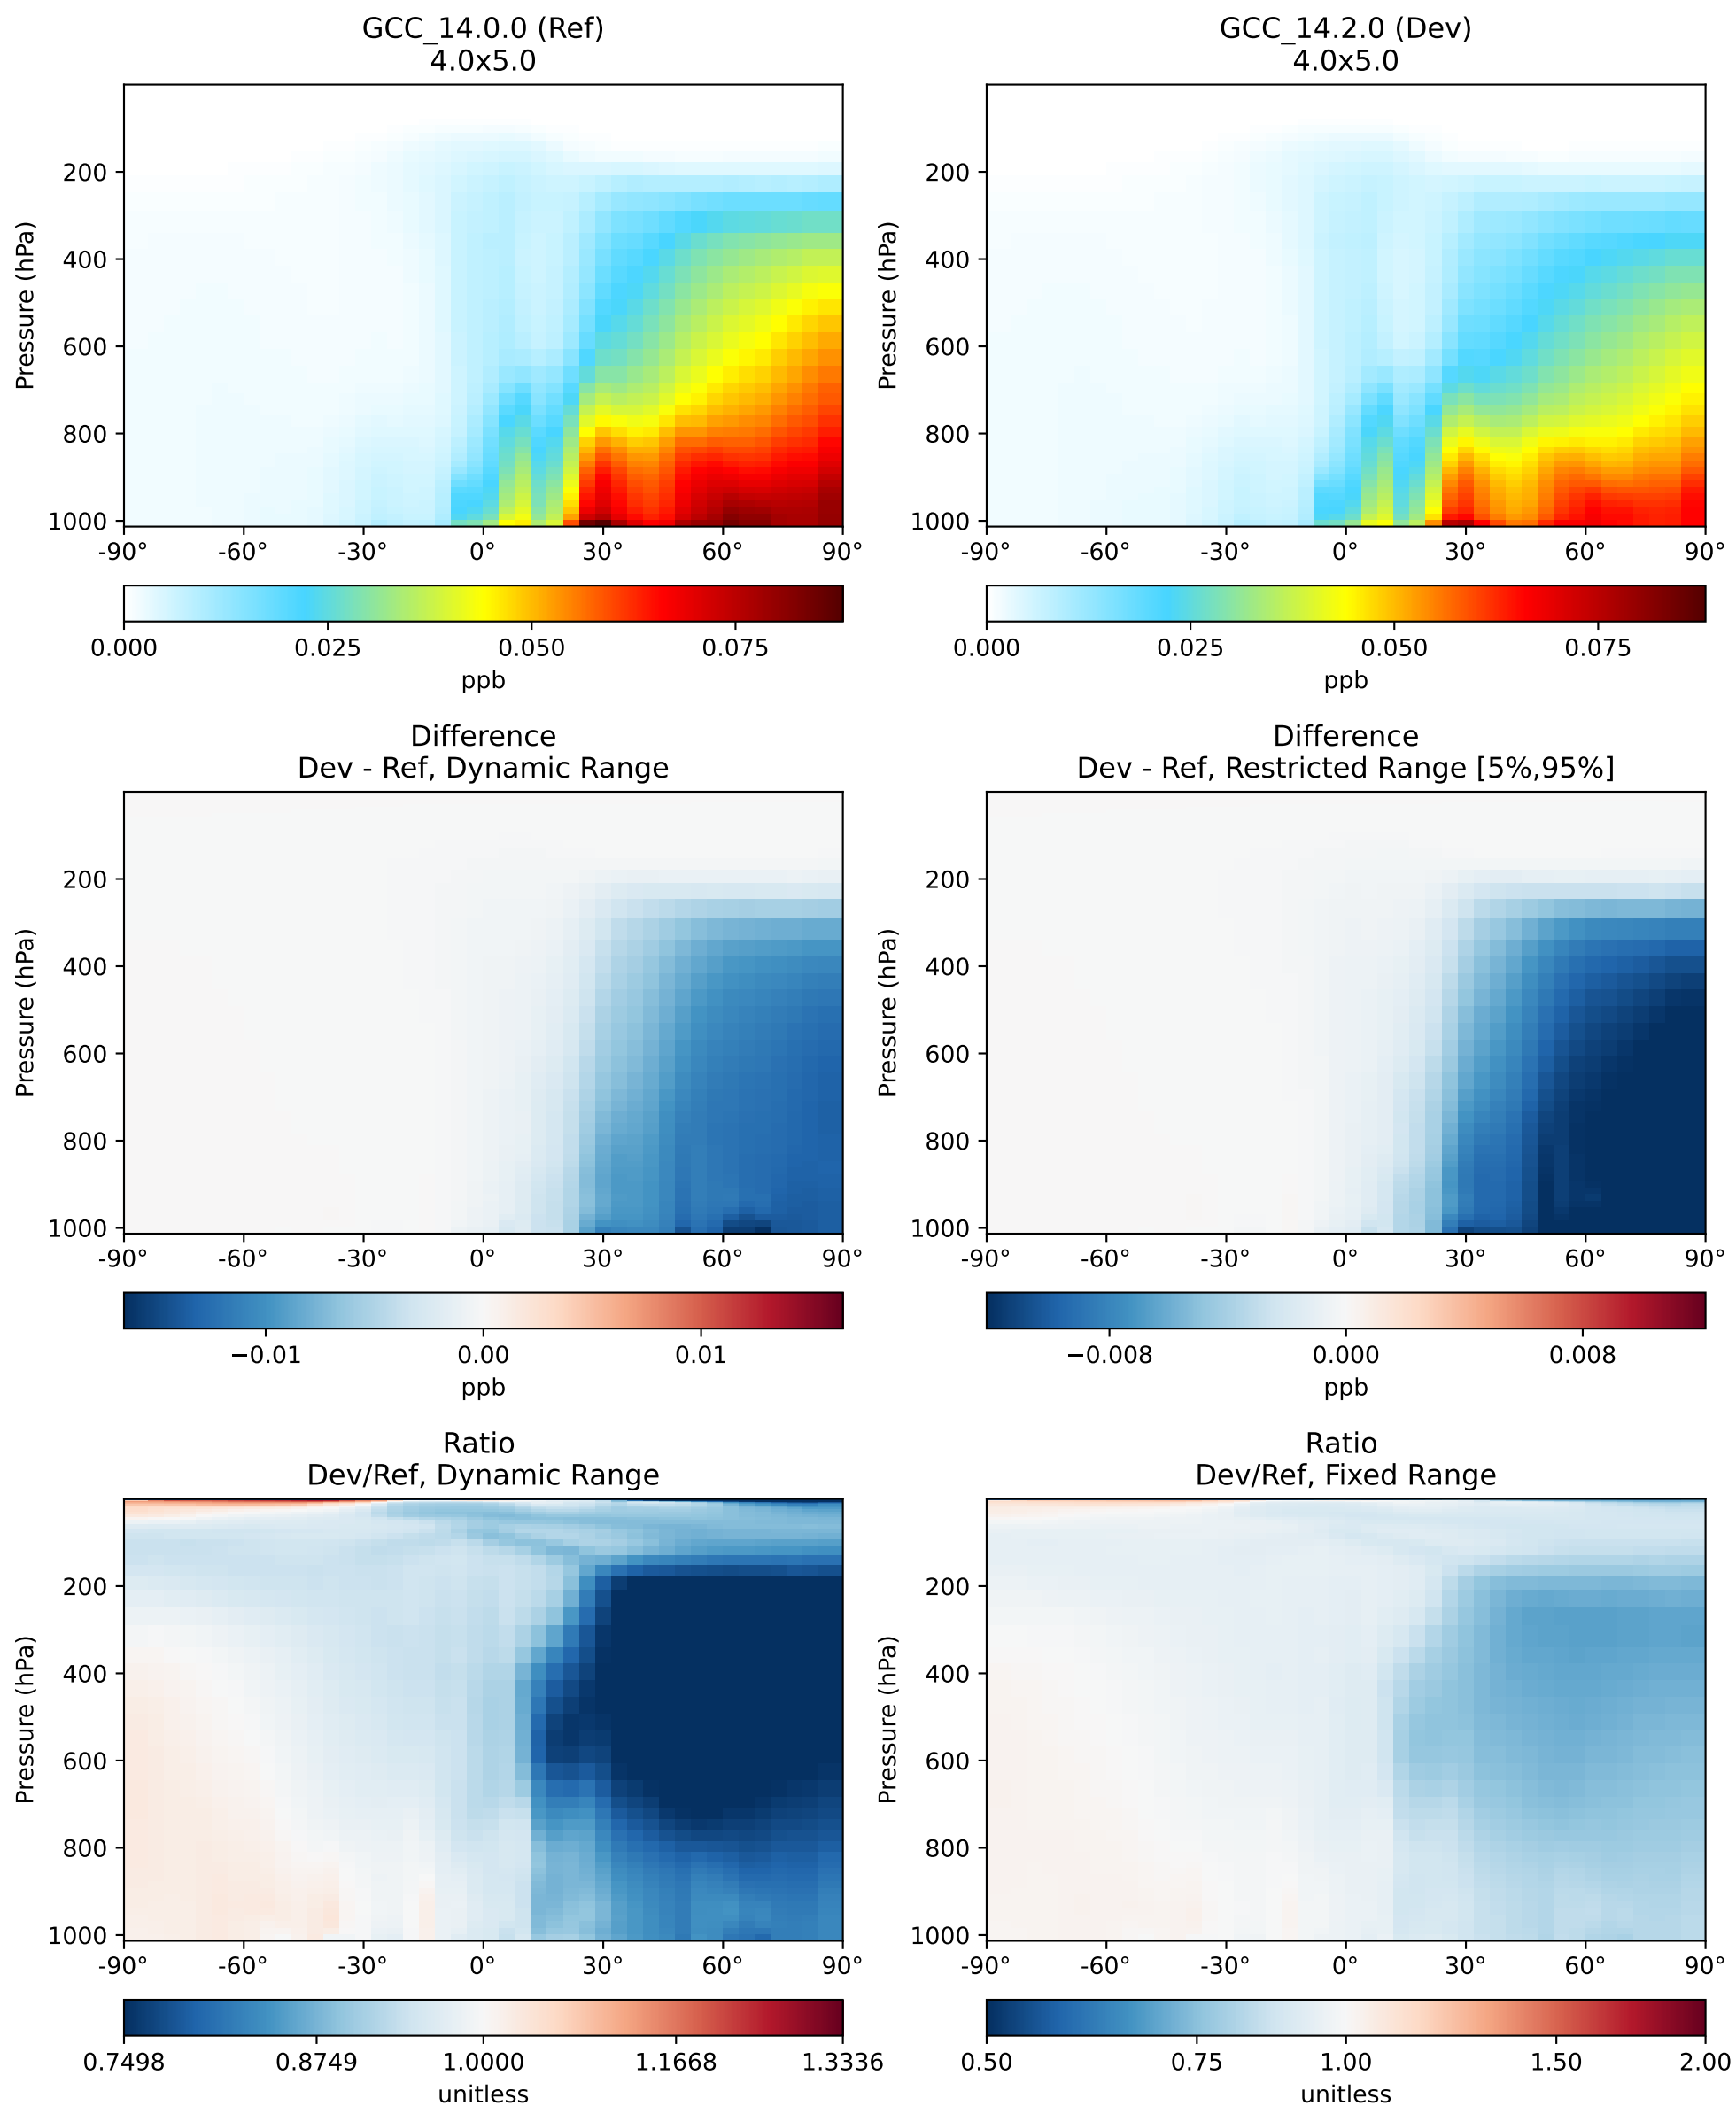 GCC_14.0.0 (Ref)
4.0x5.0
GCC_14.2.0 (Dev)
4.0x5.0
Pressure (hPa)
200
400
600
800
1000
-90° -60° -30° 0° 30° 60° 90°
0.000 0.025 0.050 0.075
ppb
Pressure (hPa)
200
400
600
800
1000
-90° -60° -30° 0° 30° 60° 90°
0.000 0.025 0.050 0.075
ppb
Difference
Dev - Ref, Dynamic Range
Difference
Dev - Ref, Restricted Range [5%,95%]
Pressure (hPa)
200
400
600
800
1000
-90° -60° -30° 0° 30° 60° 90°
−0.01 0.00 0.01
ppb
Pressure (hPa)
200
400
600
800
1000
-90° -60° -30° 0° 30° 60° 90°
−0.008 0.000 0.008
ppb
Ratio
Dev/Ref, Dynamic Range
Ratio
Dev/Ref, Fixed Range
Pressure (hPa)
200
400
600
800
1000
-90° -60° -30° 0° 30° 60° 90°
0.7498 0.8749 1.0000 1.1668 1.3336
unitless
Pressure (hPa)
200
400
600
800
1000
-90° -60° -30° 0° 30° 60° 90°
0.50 0.75 1.00 1.50 2.00
unitless